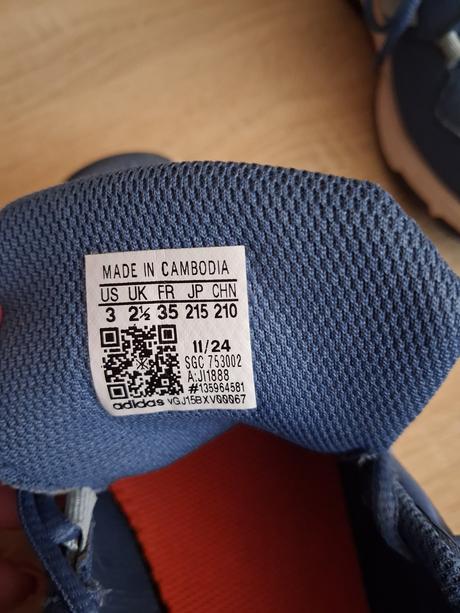 MADE IN CAMBODIA
US UK FR JP CHN
3 2½ 35 215 210
11/24
SGC 753002
A:JI1888
#135964581
adidas vGJ15BXV00067